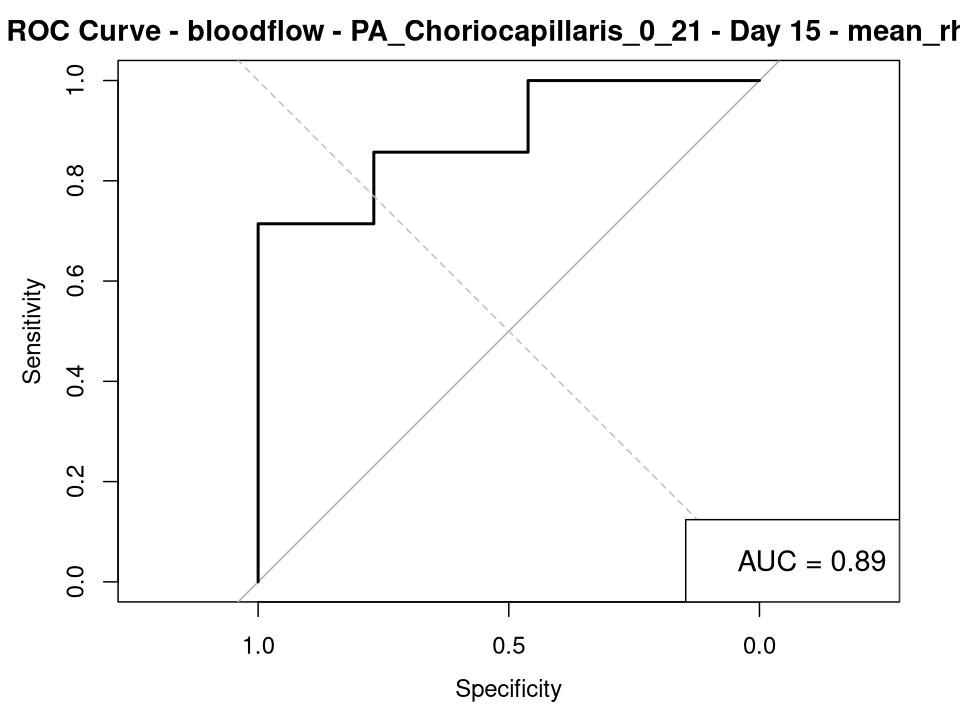 ROC Curve - bloodflow - PA_Choriocapillaris_0_21 - Day 15 - mean_rh
1.0
0.8
0.6
0.4
0.2
0.0
Sensitivity
AUC = 0.89
1.0 0.5 0.0
Specificity